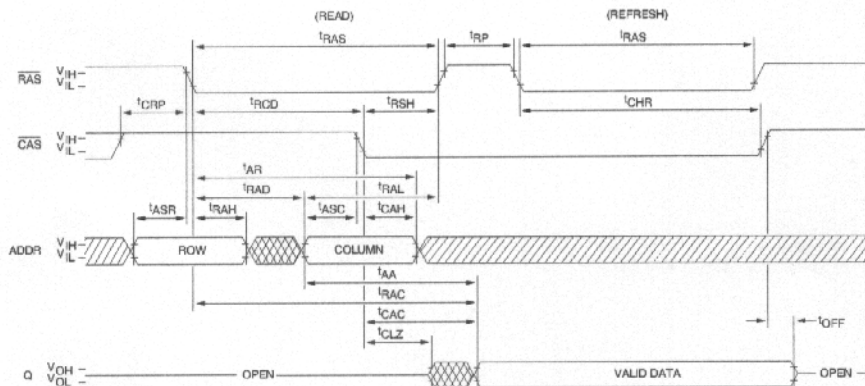 (READ) (REFRESH)
tRAS tRP tRAS
RAS VIH VIL
tCRP tRCD tRSH tCHR
CAS VIH VIL
tAR
tRAD tRAL
tASR tRAH tASC tCAH
ADDR VIH VIL ROW COLUMN
tAA
tRAC
tCAC
tCLZ tOFF
Q VOH VOL OPEN VALID DATA OPEN